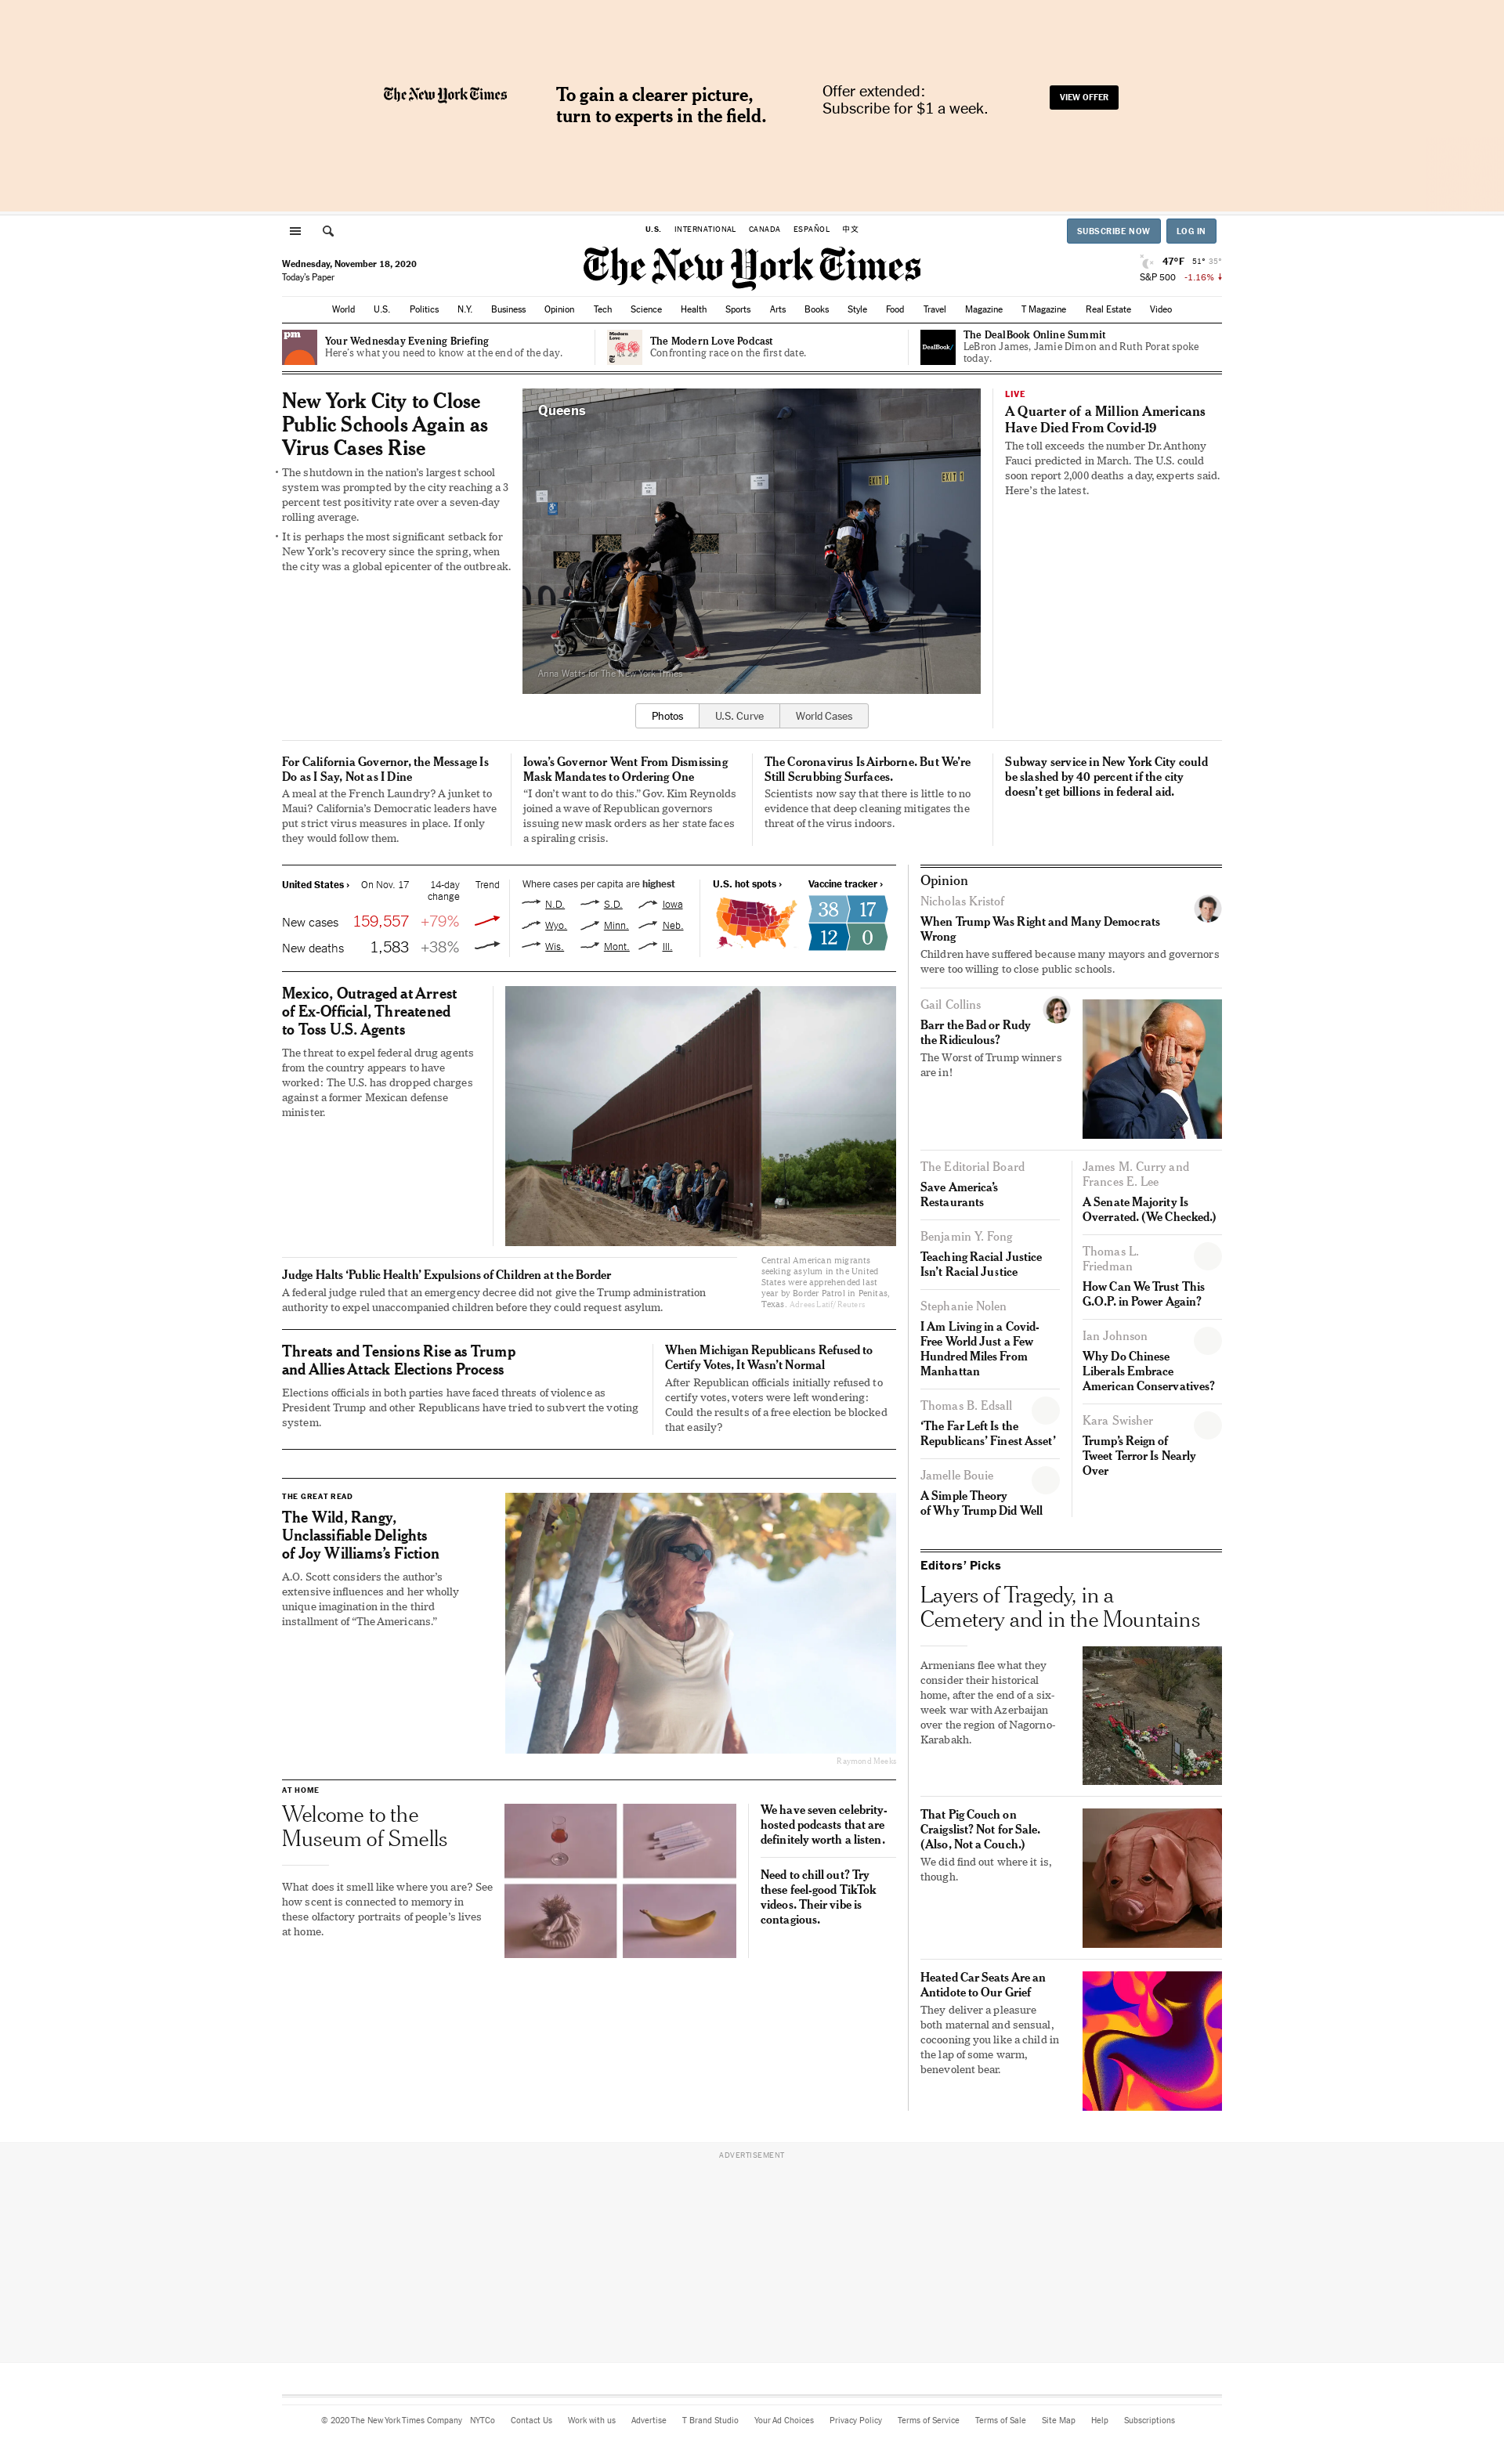 The New York Times
To gain a clearer picture,
turn to experts in the field.
Offer extended:
Subscribe for $1 a week.
VIEW OFFER
U.S. INTERNATIONAL CANADA ESPAÑOL 中文
SUBSCRIBE NOW LOG IN
The New York Times
Wednesday, November 18, 2020
Today's Paper
47°F 51° 35°
S&P 500 -1.16%
World U.S. Politics N.Y. Business Opinion Tech Science Health Sports Arts Books Style Food Travel Magazine T Magazine Real Estate Video
pm
Your Wednesday Evening Briefing
Here's what you need to know at the end of the day.
Modern
Love
The Modern Love Podcast
Confronting race on the first date.
DealBook/
The DealBook Online Summit
LeBron James, Jamie Dimon and Ruth Porat spoke
today.
New York City to Close
Public Schools Again as
Virus Cases Rise
• The shutdown in the nation's largest school
system was prompted by the city reaching a 3
percent test positivity rate over a seven-day
rolling average.
• It is perhaps the most significant setback for
New York's recovery since the spring, when
the city was a global epicenter of the outbreak.
Queens
EXIT 1
EXIT 1
Anna Watts for The New York Times
Photos U.S. Curve World Cases
LIVE
A Quarter of a Million Americans
Have Died From Covid-19
The toll exceeds the number Dr. Anthony
Fauci predicted in March. The U.S. could
soon report 2,000 deaths a day, experts said.
Here's the latest.
For California Governor, the Message Is
Do as I Say, Not as I Dine
A meal at the French Laundry? A junket to
Maui? California's Democratic leaders have
put strict virus measures in place. If only
they would follow them.
Iowa's Governor Went From Dismissing
Mask Mandates to Ordering One
“I don't want to do this.” Gov. Kim Reynolds
joined a wave of Republican governors
issuing new mask orders as her state faces
a spiraling crisis.
The Coronavirus Is Airborne. But We're
Still Scrubbing Surfaces.
Scientists now say that there is little to no
evidence that deep cleaning mitigates the
threat of the virus indoors.
Subway service in New York City could
be slashed by 40 percent if the city
doesn't get billions in federal aid.
United States › On Nov. 17 14-day
change Trend
New cases 159,557 +79%
New deaths 1,583 +38%
Where cases per capita are highest
N.D. S.D. Iowa
Wyo. Minn. Neb.
Wis. Mont. Ill.
U.S. hot spots ›
Vaccine tracker ›
38 17
12 0
Mexico, Outraged at Arrest
of Ex-Official, Threatened
to Toss U.S. Agents
The threat to expel federal drug agents
from the country appears to have
worked: The U.S. has dropped charges
against a former Mexican defense
minister.
Judge Halts ‘Public Health’ Expulsions of Children at the Border
A federal judge ruled that an emergency decree did not give the Trump administration
authority to expel unaccompanied children before they could request asylum.
Central American migrants
seeking asylum in the United
States were apprehended last
year by Border Patrol in Penitas,
Texas. Adrees Latif/Reuters
Threats and Tensions Rise as Trump
and Allies Attack Elections Process
Elections officials in both parties have faced threats of violence as
President Trump and other Republicans have tried to subvert the voting
system.
When Michigan Republicans Refused to
Certify Votes, It Wasn't Normal
After Republican officials initially refused to
certify votes, voters were left wondering:
Could the results of a free election be blocked
that easily?
THE GREAT READ
The Wild, Rangy,
Unclassifiable Delights
of Joy Williams's Fiction
A.O. Scott considers the author's
extensive influences and her wholly
unique imagination in the third
installment of “The Americans.”
Raymond Meeks
AT HOME
Welcome to the
Museum of Smells
What does it smell like where you are? See
how scent is connected to memory in
these olfactory portraits of people's lives
at home.
We have seven celebrity-
hosted podcasts that are
definitely worth a listen.
Need to chill out? Try
these feel-good TikTok
videos. Their vibe is
contagious.
Opinion
Nicholas Kristof
When Trump Was Right and Many Democrats
Wrong
Children have suffered because many mayors and governors
were too willing to close public schools.
Gail Collins
Barr the Bad or Rudy
the Ridiculous?
The Worst of Trump winners
are in!
The Editorial Board
Save America's
Restaurants
Benjamin Y. Fong
Teaching Racial Justice
Isn't Racial Justice
Stephanie Nolen
I Am Living in a Covid-
Free World Just a Few
Hundred Miles From
Manhattan
Thomas B. Edsall
‘The Far Left Is the
Republicans’ Finest Asset’
Jamelle Bouie
A Simple Theory
of Why Trump Did Well
James M. Curry and
Frances E. Lee
A Senate Majority Is
Overrated. (We Checked.)
Thomas L.
Friedman
How Can We Trust This
G.O.P. in Power Again?
Ian Johnson
Why Do Chinese
Liberals Embrace
American Conservatives?
Kara Swisher
Trump's Reign of
Tweet Terror Is Nearly
Over
Editors' Picks
Layers of Tragedy, in a
Cemetery and in the Mountains
Armenians flee what they
consider their historical
home, after the end of a six-
week war with Azerbaijan
over the region of Nagorno-
Karabakh.
That Pig Couch on
Craigslist? Not for Sale.
(Also, Not a Couch.)
We did find out where it is,
though.
Heated Car Seats Are an
Antidote to Our Grief
They deliver a pleasure
both maternal and sensual,
cocooning you like a child in
the lap of some warm,
benevolent bear.
ADVERTISEMENT
© 2020 The New York Times Company NYTCo Contact Us Work with us Advertise T Brand Studio Your Ad Choices Privacy Policy Terms of Service Terms of Sale Site Map Help Subscriptions